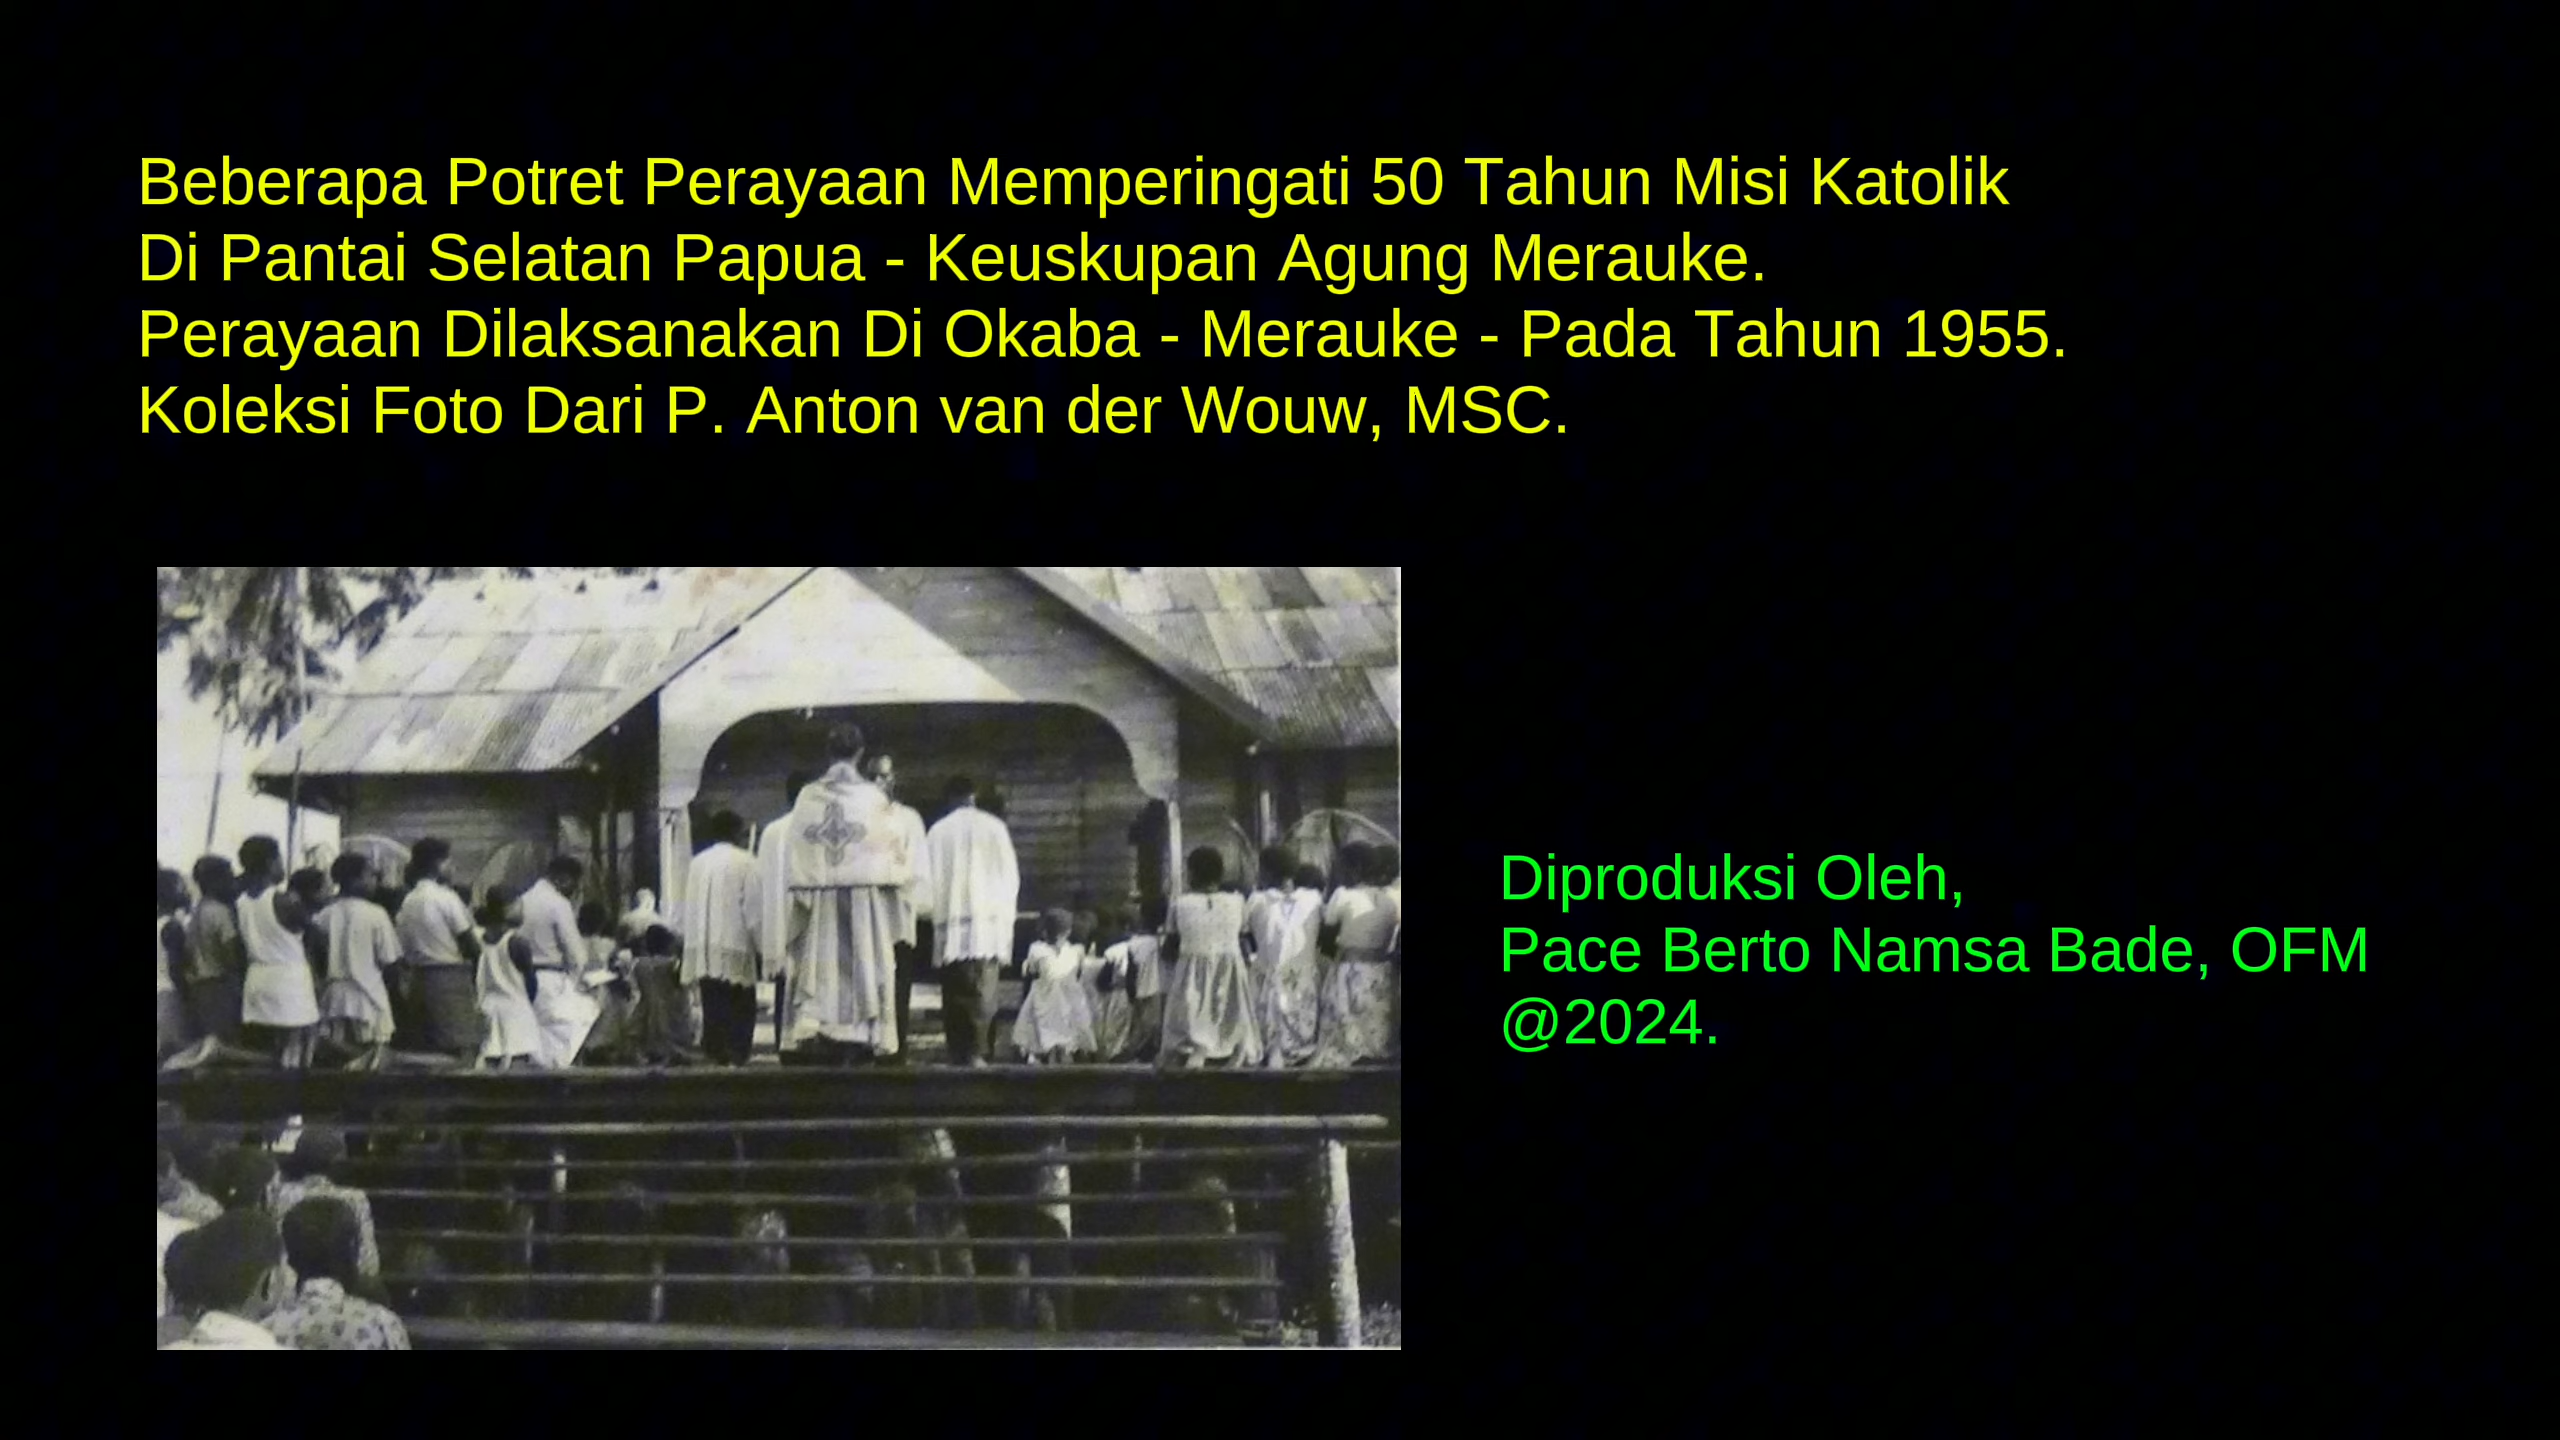 Beberapa Potret Perayaan Memperingati 50 Tahun Misi Katolik
Di Pantai Selatan Papua - Keuskupan Agung Merauke.
Perayaan Dilaksanakan Di Okaba - Merauke - Pada Tahun 1955.
Koleksi Foto Dari P. Anton van der Wouw, MSC.
Diproduksi Oleh,
Pace Berto Namsa Bade, OFM
@2024.